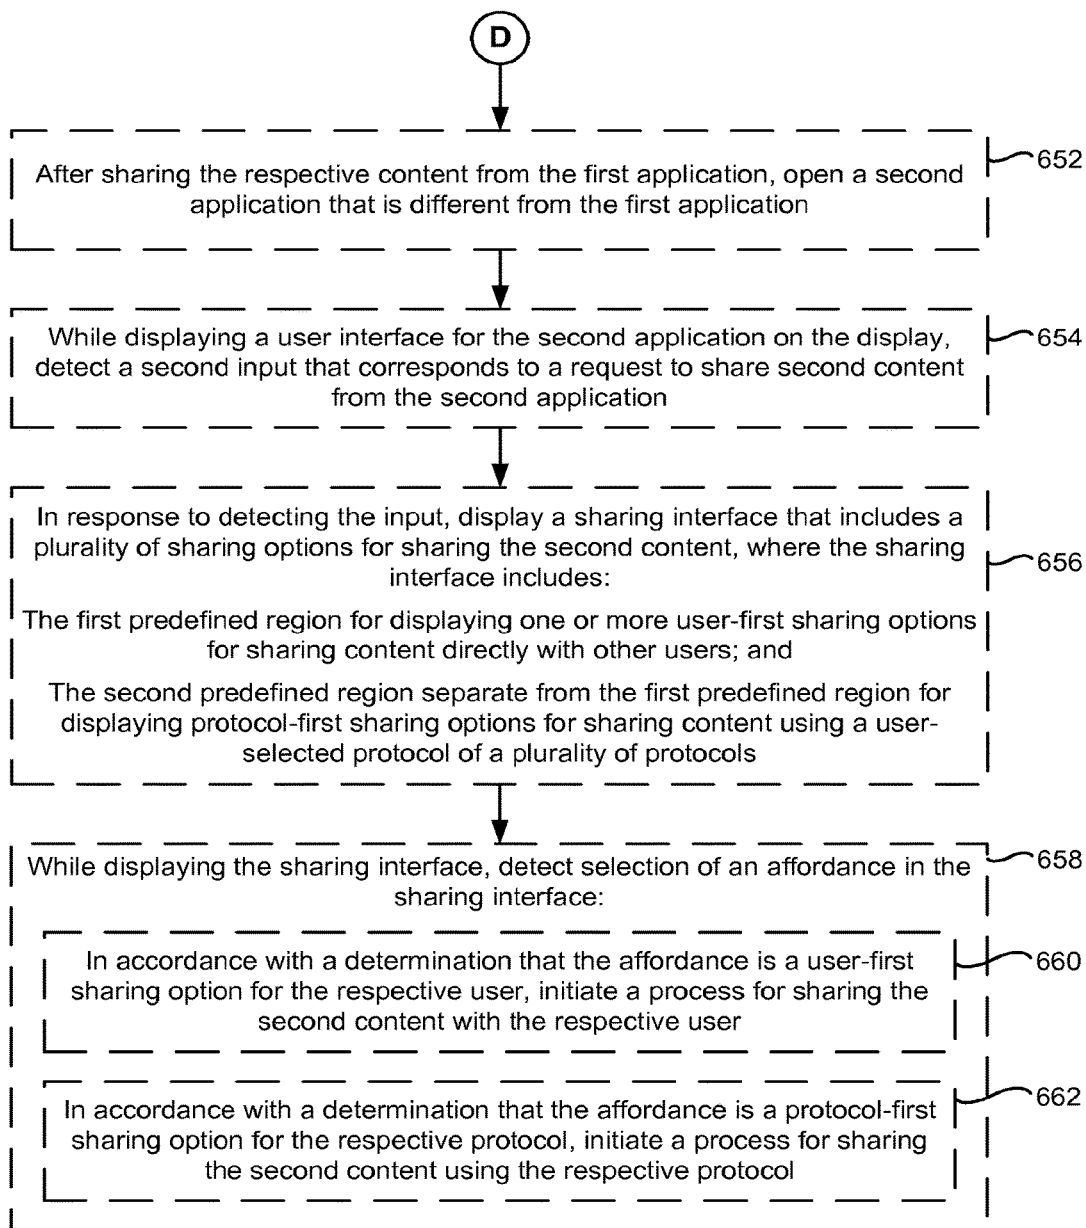 D
After sharing the respective content from the first application, open a second
application that is different from the first application
652
While displaying a user interface for the second application on the display,
detect a second input that corresponds to a request to share second content
from the second application
654
In response to detecting the input, display a sharing interface that includes a
plurality of sharing options for sharing the second content, where the sharing
interface includes:
The first predefined region for displaying one or more user-first sharing options
for sharing content directly with other users; and
The second predefined region separate from the first predefined region for
displaying protocol-first sharing options for sharing content using a user-
selected protocol of a plurality of protocols
656
While displaying the sharing interface, detect selection of an affordance in the
sharing interface:
658
In accordance with a determination that the affordance is a user-first
sharing option for the respective user, initiate a process for sharing the
second content with the respective user
660
In accordance with a determination that the affordance is a protocol-first
sharing option for the respective protocol, initiate a process for sharing
the second content using the respective protocol
662